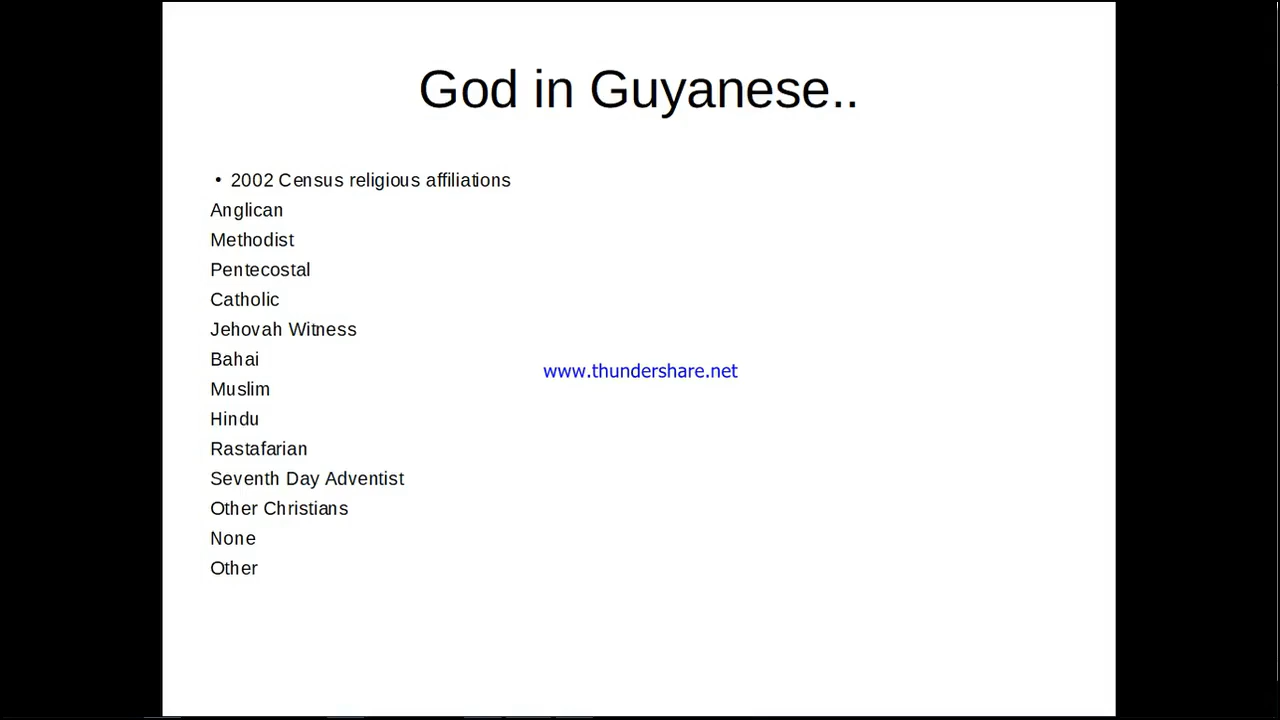 God in Guyanese..
• 2002 Census religious affiliations
Anglican
Methodist
Pentecostal
Catholic
Jehovah Witness
Bahai
www.thundershare.net
Muslim
Hindu
Rastafarian
Seventh Day Adventist
Other Christians
None
Other